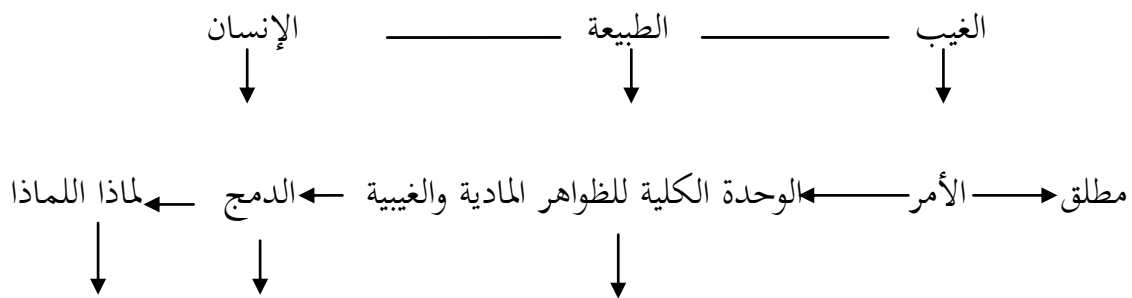 الغيب الطبيعة الإنسان
مطلق الأمر الوحدة الكلية للظواهر المادية والغيبية الدمج لماذا اللماذا